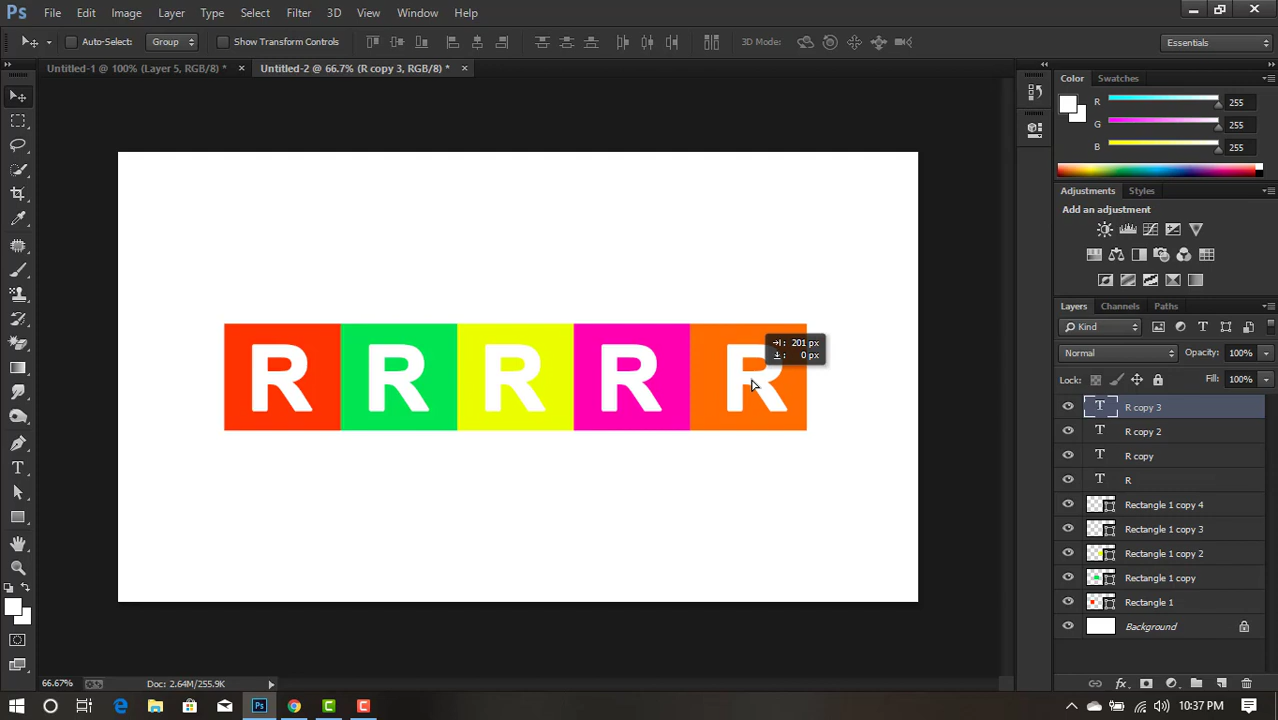 Ps File Edit Image Layer Type Select Filter 3D View Window Help
Auto-Select: Group Show Transform Controls 3D Mode: Essentials
Untitled-1 @ 100% (Layer 5, RGB/8) * × Untitled-2 @ 66.7% (R copy 3, RGB/8) * ×
Color Swatches
R 255
G 255
B 255
Adjustments Styles
Add an adjustment
Layers Channels Paths
Kind
Normal Opacity: 100%
Lock: Fill: 100%
R copy 3
R copy 2
R copy
R
Rectangle 1 copy 4
Rectangle 1 copy 3
Rectangle 1 copy 2
Rectangle 1 copy
Rectangle 1
Background
R R R R R
→|: 201 px
: 0 px
66.67% Doc: 2.64M/255.9K
10:37 PM